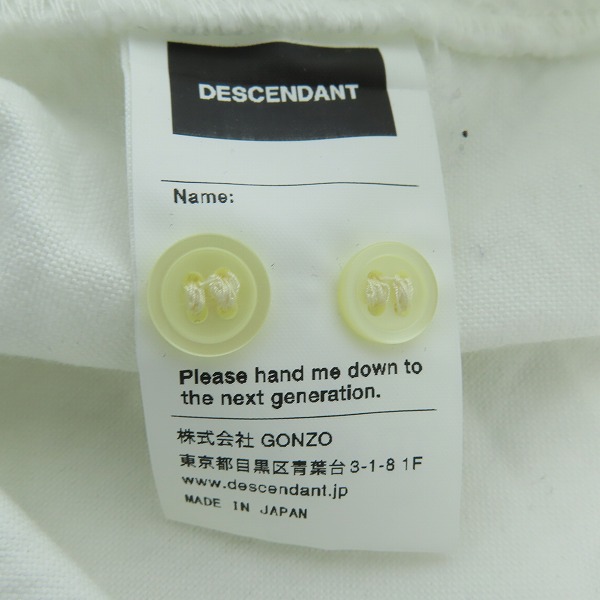 DESCENDANT
Name:
Please hand me down to
the next generation.
株式会社 GONZO
東京都目黒区青葉台3-1-8 1F
www.descendant.jp
MADE IN JAPAN